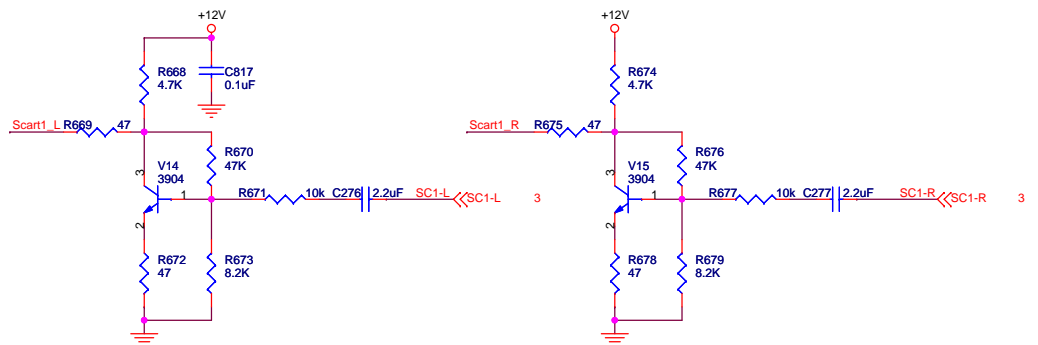 +12V
+12V
R668
4.7K
C817
0.1uF
R674
4.7K
Scart1_L
R669
47
Scart1_R
R675
47
R670
47K
R676
47K
V14
3904
V15
3904
3
1
2
3
1
2
R671
10k
C276
2.2uF
SC1-L
SC1-L
3
R677
10k
C277
2.2uF
SC1-R
SC1-R
3
R672
47
R673
8.2K
R678
47
R679
8.2K